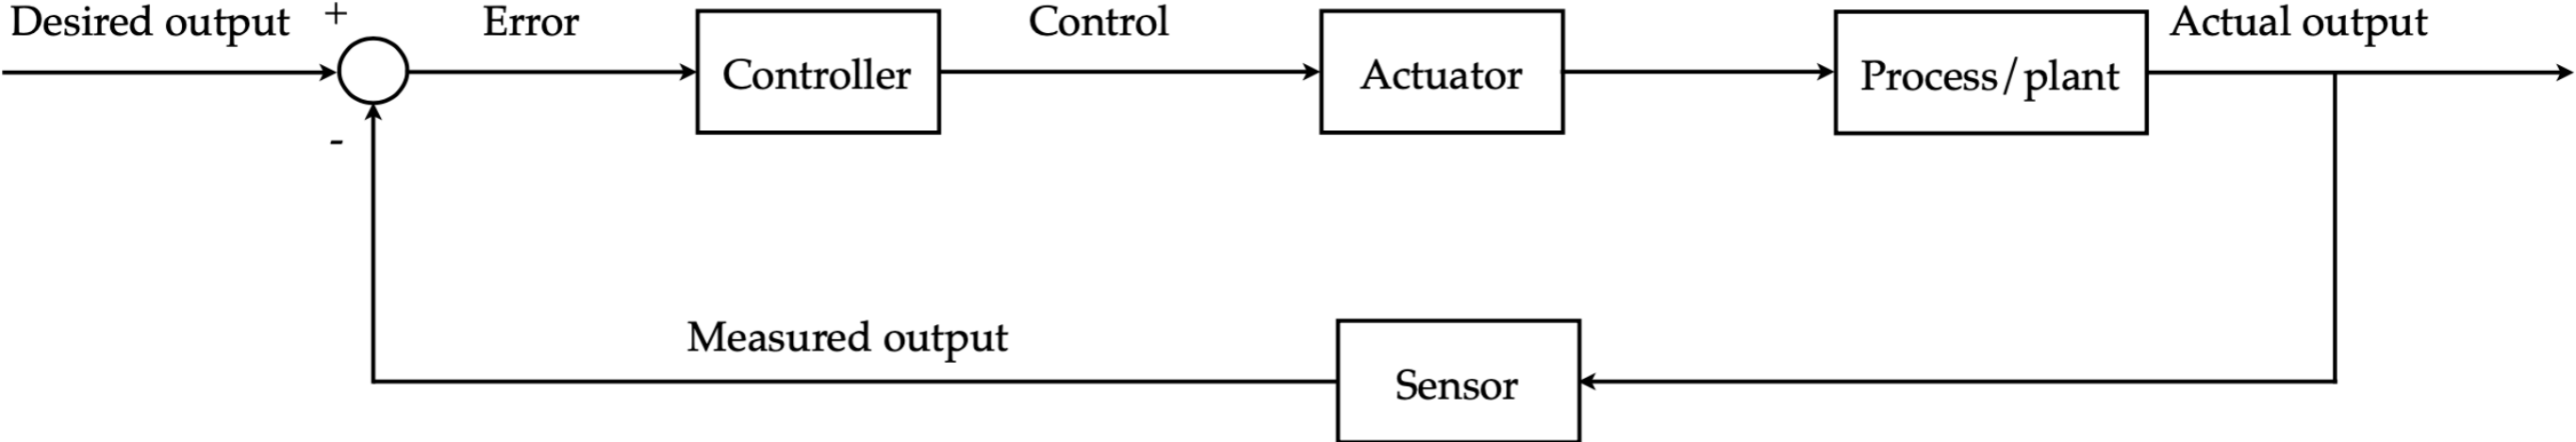 Desired output
+
Error
Controller
Control
Actuator
Process/plant
Actual output
-
Measured output
Sensor